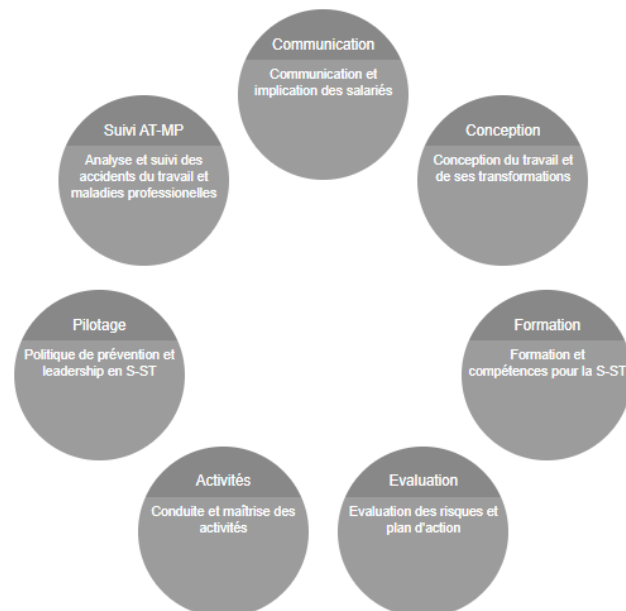 Communication
Communication et
implication des salariés
Suivi AT-MP
Analyse et suivi des
accidents du travail et
maladies professionelles
Conception
Conception du travail et
de ses transformations
Pilotage
Politique de prévention et
leadership en S-ST
Formation
Formation et
compétences pour la S-ST
Activités
Conduite et maîtrise des
activités
Evaluation
Evaluation des risques et
plan d'action